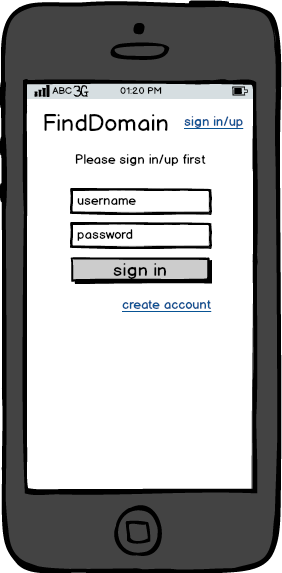 ABC 3G 01:20 PM
FindDomain sign in/up
Please sign in/up first
username
password
sign in
create account